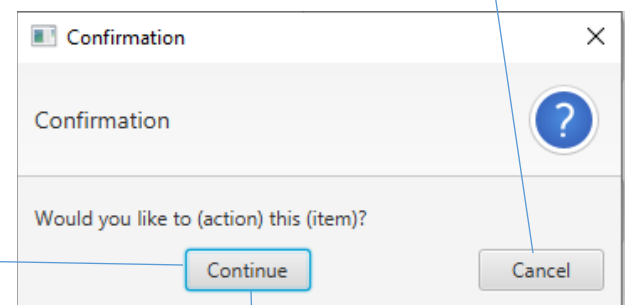 Confirmation
Confirmation
?
Would you like to (action) this (item)?
Continue
Cancel